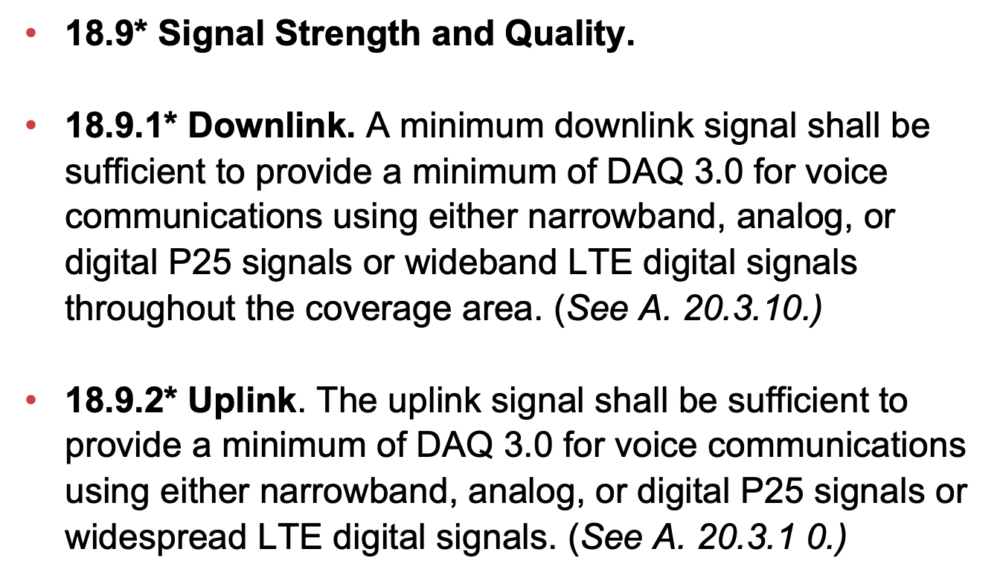 • 18.9* Signal Strength and Quality.
• 18.9.1* Downlink. A minimum downlink signal shall be
sufficient to provide a minimum of DAQ 3.0 for voice
communications using either narrowband, analog, or
digital P25 signals or wideband LTE digital signals
throughout the coverage area. (See A. 20.3.10.)
• 18.9.2* Uplink. The uplink signal shall be sufficient to
provide a minimum of DAQ 3.0 for voice communications
using either narrowband, analog, or digital P25 signals or
widespread LTE digital signals. (See A. 20.3.1 0.)